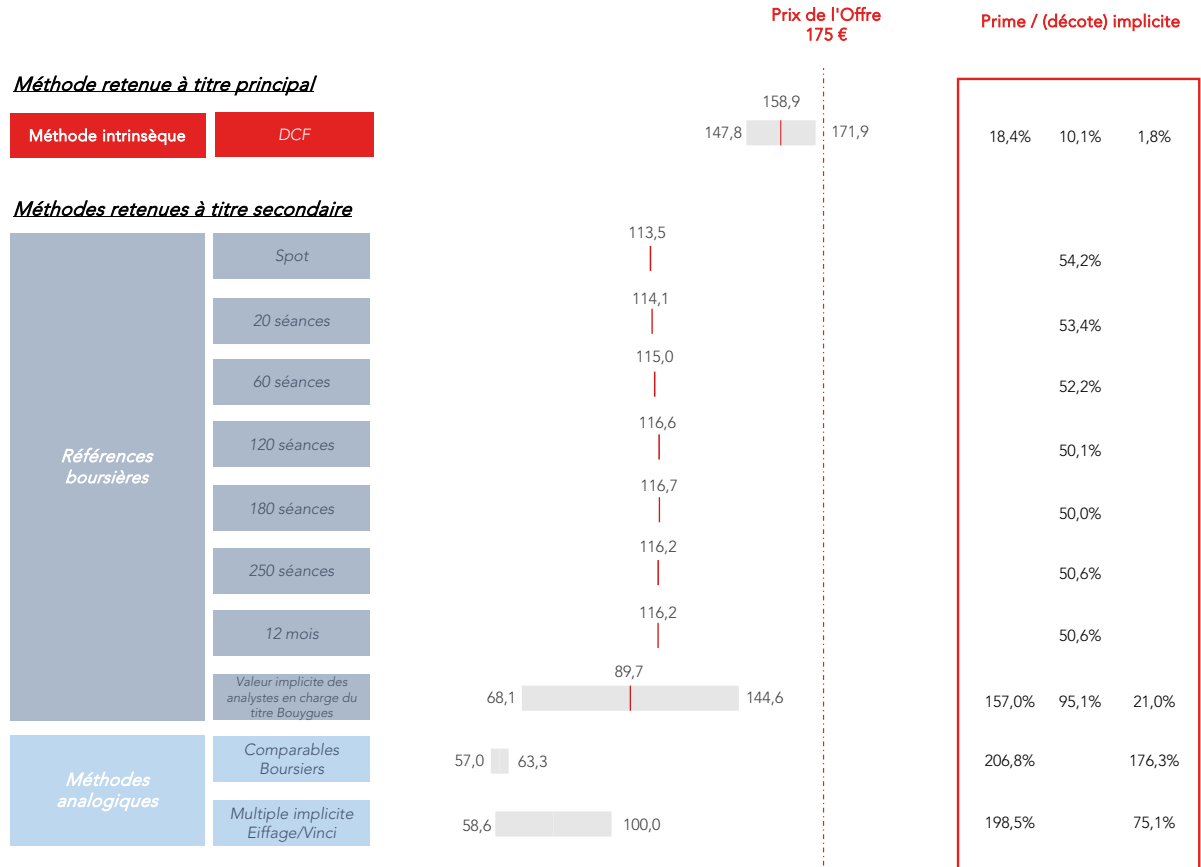 Prix de l'Offre
175 €
Prime / (décote) implicite
Méthode retenue à titre principal
Méthode intrinsèque
DCF
147,8
158,9
171,9
18,4%
10,1%
1,8%
Méthodes retenues à titre secondaire
Références
boursières
Spot
113,5
54,2%
20 séances
114,1
53,4%
60 séances
115,0
52,2%
120 séances
116,6
50,1%
180 séances
116,7
50,0%
250 séances
116,2
50,6%
12 mois
116,2
50,6%
Valeur implicite des
analystes en charge du
titre Bouygues
68,1
89,7
144,6
157,0%
95,1%
21,0%
Méthodes
analogiques
Comparables
Boursiers
57,0
63,3
206,8%
176,3%
Multiple implicite
Eiffage/Vinci
58,6
100,0
198,5%
75,1%